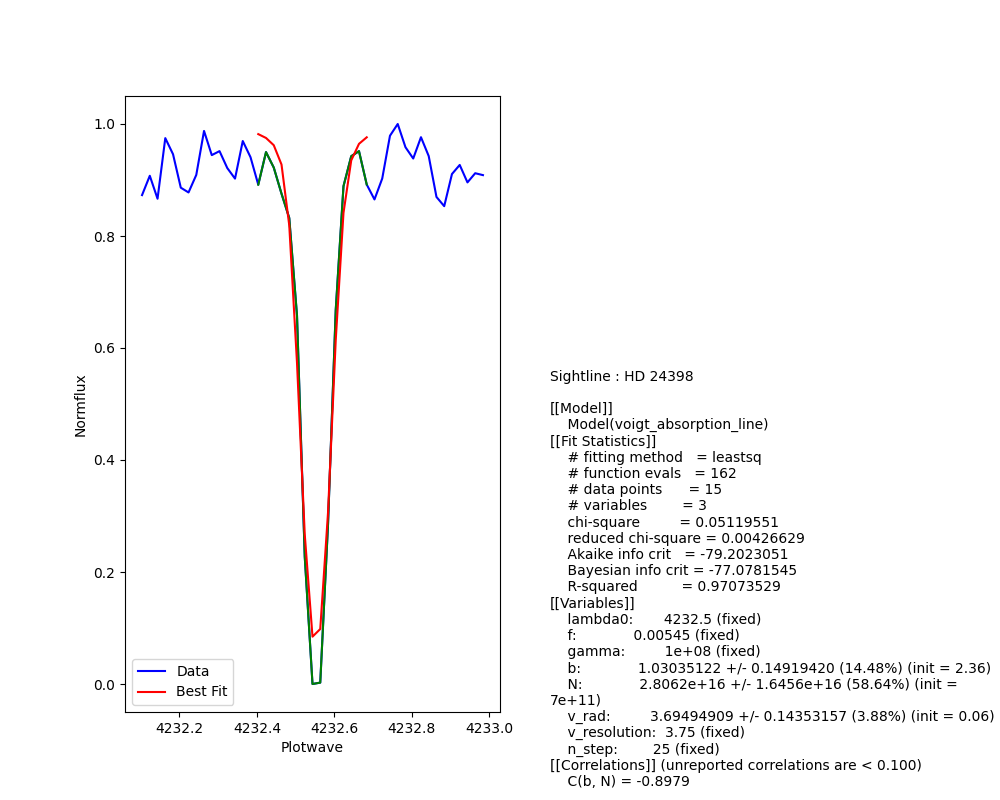 1.0
0.8
0.6
0.4
0.2
0.0
Normflux
Data
Best Fit
4232.2 4232.4 4232.6 4232.8 4233.0
Plotwave
Sightline : HD 24398
[[Model]]
Model(voigt_absorption_line)
[[Fit Statistics]]
# fitting method = leastsq
# function evals = 162
# data points = 15
# variables = 3
chi-square = 0.05119551
reduced chi-square = 0.00426629
Akaike info crit = -79.2023051
Bayesian info crit = -77.0781545
R-squared = 0.97073529
[[Variables]]
lambda0: 4232.5 (fixed)
f: 0.00545 (fixed)
gamma: 1e+08 (fixed)
b: 1.03035122 +/- 0.14919420 (14.48%) (init = 2.36)
N: 2.8062e+16 +/- 1.6456e+16 (58.64%) (init =
7e+11)
v_rad: 3.69494909 +/- 0.14353157 (3.88%) (init = 0.06)
v_resolution: 3.75 (fixed)
n_step: 25 (fixed)
[[Correlations]] (unreported correlations are < 0.100)
C(b, N) = -0.8979